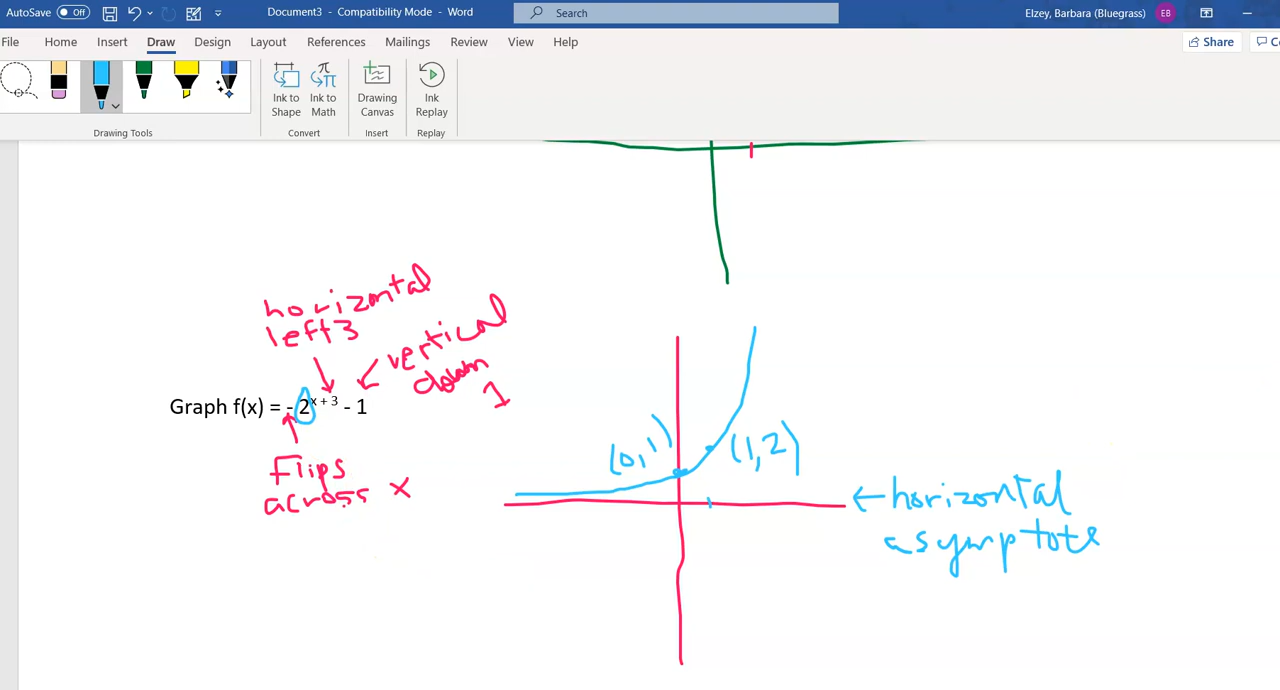 AutoSave Off Document3 - Compatibility Mode - Word Search Elzey, Barbara (Bluegrass) EB
File Home Insert Draw Design Layout References Mailings Review View Help Share Co
Ink to Shape
Ink to Math
Drawing Canvas
Ink Replay
Drawing Tools Convert Insert Replay
horizontal
left 3
vertical
down
1
Graph f(x) = - 2^x + 3 - 1
flips
across x
(0,1)
(1,2)
← horizontal
asymptote